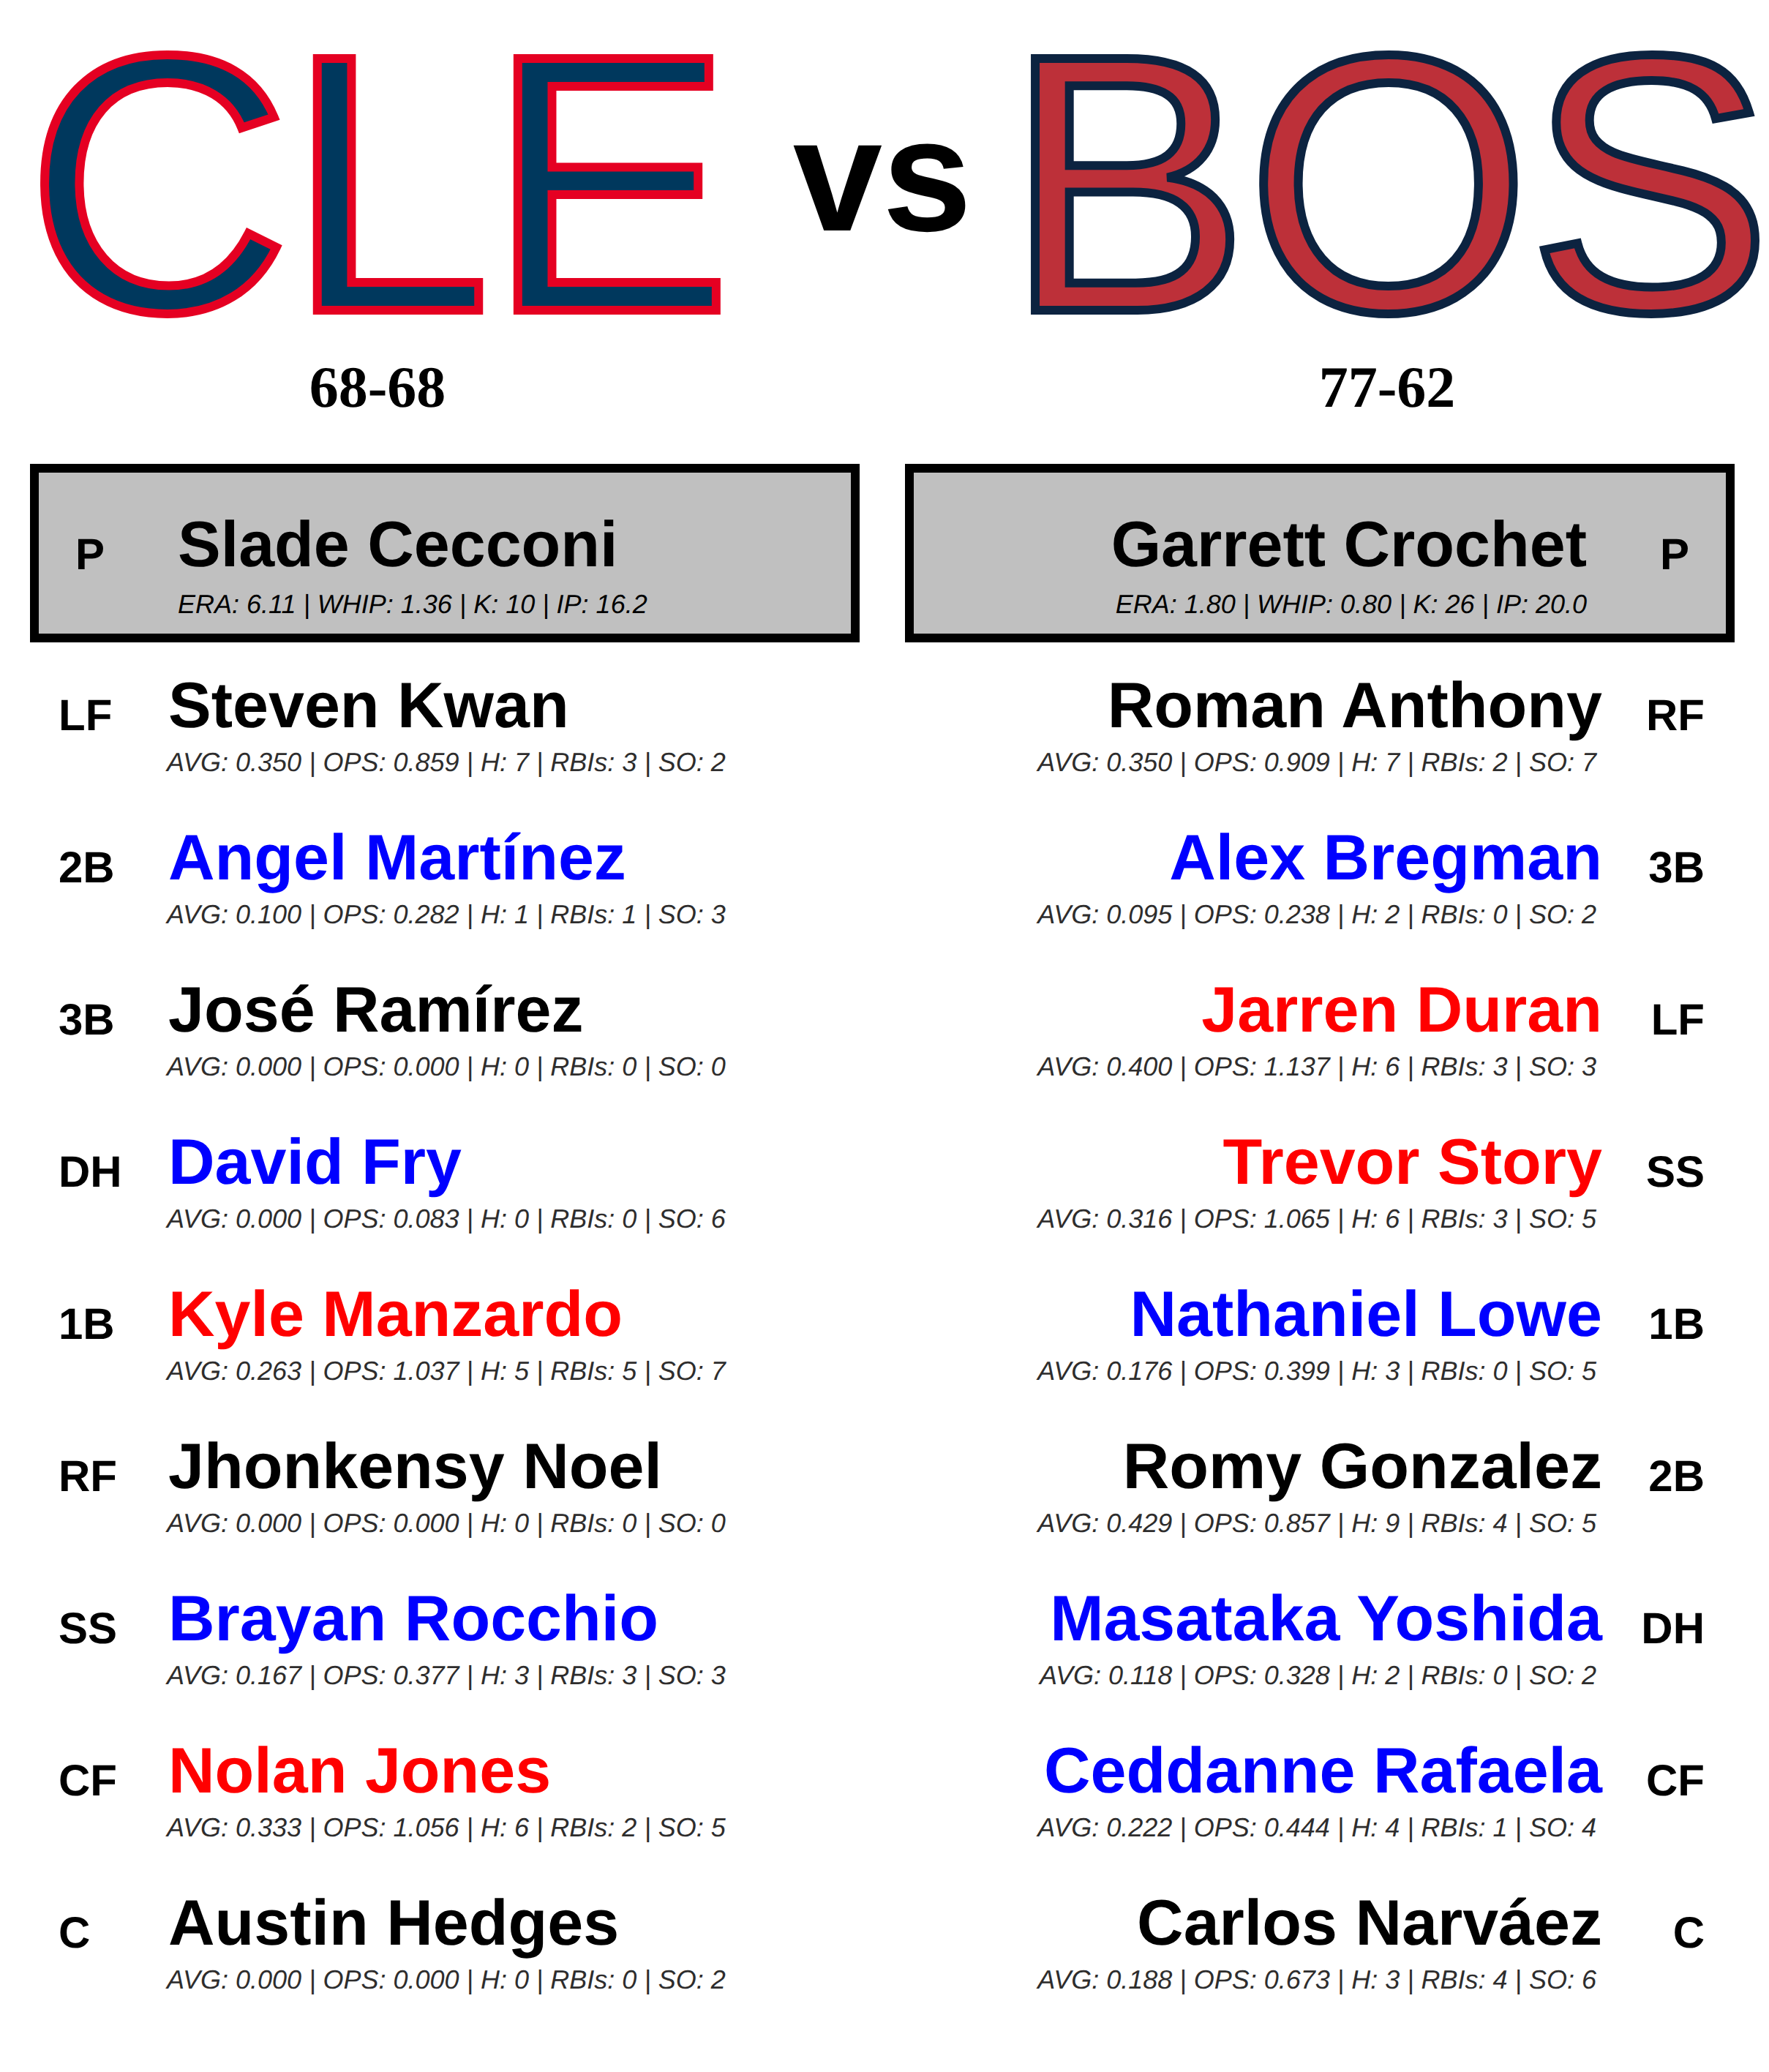 CLE vs BOS
68-68 77-62
P Slade Cecconi
ERA: 6.11 | WHIP: 1.36 | K: 10 | IP: 16.2
Garrett Crochet P
ERA: 1.80 | WHIP: 0.80 | K: 26 | IP: 20.0
LF Steven Kwan
AVG: 0.350 | OPS: 0.859 | H: 7 | RBIs: 3 | SO: 2
2B Angel Martínez
AVG: 0.100 | OPS: 0.282 | H: 1 | RBIs: 1 | SO: 3
3B José Ramírez
AVG: 0.000 | OPS: 0.000 | H: 0 | RBIs: 0 | SO: 0
DH David Fry
AVG: 0.000 | OPS: 0.083 | H: 0 | RBIs: 0 | SO: 6
1B Kyle Manzardo
AVG: 0.263 | OPS: 1.037 | H: 5 | RBIs: 5 | SO: 7
RF Jhonkensy Noel
AVG: 0.000 | OPS: 0.000 | H: 0 | RBIs: 0 | SO: 0
SS Brayan Rocchio
AVG: 0.167 | OPS: 0.377 | H: 3 | RBIs: 3 | SO: 3
CF Nolan Jones
AVG: 0.333 | OPS: 1.056 | H: 6 | RBIs: 2 | SO: 5
C Austin Hedges
AVG: 0.000 | OPS: 0.000 | H: 0 | RBIs: 0 | SO: 2
Roman Anthony RF
AVG: 0.350 | OPS: 0.909 | H: 7 | RBIs: 2 | SO: 7
Alex Bregman 3B
AVG: 0.095 | OPS: 0.238 | H: 2 | RBIs: 0 | SO: 2
Jarren Duran LF
AVG: 0.400 | OPS: 1.137 | H: 6 | RBIs: 3 | SO: 3
Trevor Story SS
AVG: 0.316 | OPS: 1.065 | H: 6 | RBIs: 3 | SO: 5
Nathaniel Lowe 1B
AVG: 0.176 | OPS: 0.399 | H: 3 | RBIs: 0 | SO: 5
Romy Gonzalez 2B
AVG: 0.429 | OPS: 0.857 | H: 9 | RBIs: 4 | SO: 5
Masataka Yoshida DH
AVG: 0.118 | OPS: 0.328 | H: 2 | RBIs: 0 | SO: 2
Ceddanne Rafaela CF
AVG: 0.222 | OPS: 0.444 | H: 4 | RBIs: 1 | SO: 4
Carlos Narváez C
AVG: 0.188 | OPS: 0.673 | H: 3 | RBIs: 4 | SO: 6